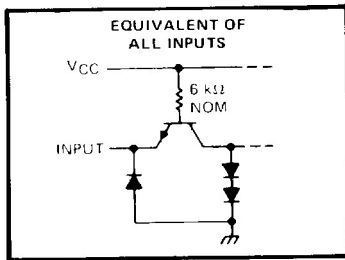 EQUIVALENT OF
ALL INPUTS
VCC
6 kΩ
NOM
INPUT